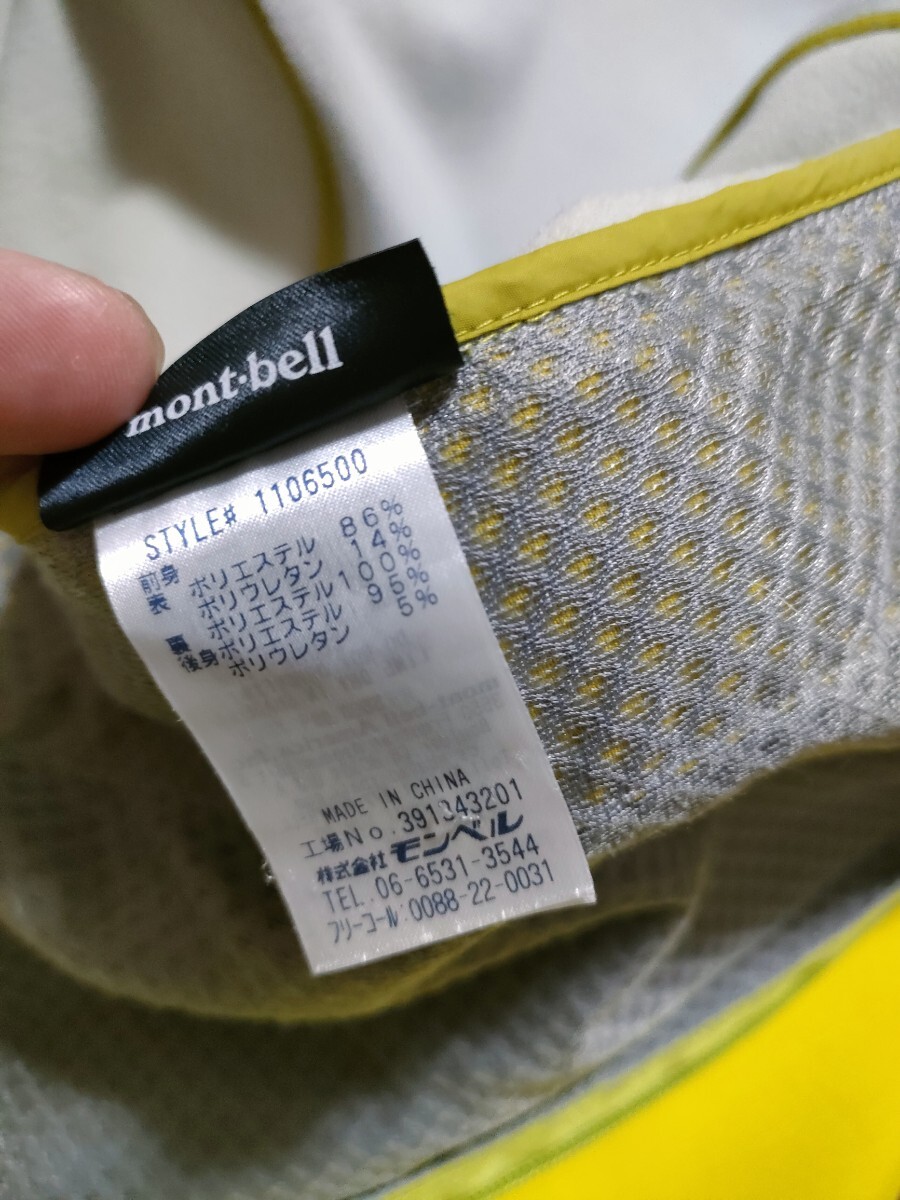 mont-bell
STYLE# 1106500
前身
表 ポリエステル 86%
ポリウレタン 14%
裏 ポリエステル 100%
後身 ポリエステル 95%
ポリウレタン 5%
MADE IN CHINA
工場No.391343201
株式会社 モンベル
TEL.06-6531-3544
フリーコール:0088-22-0031